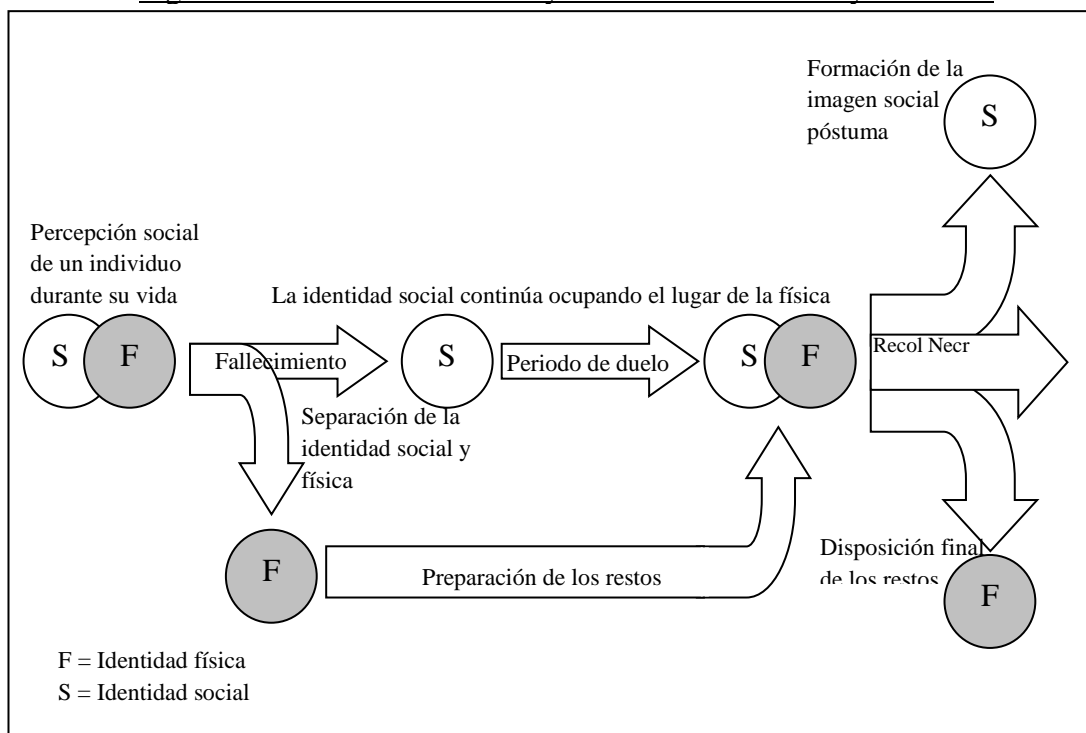 Formación de la
imagen social
póstuma
S
Percepción social
de un individuo
durante su vida
La identidad social continúa ocupando el lugar de la física
S F
Fallecimiento
S
Periodo de duelo
S F
Recol Necr
Separación de la
identidad social y
física
F
Preparación de los restos
Disposición final
de los restos
F
F = Identidad física
S = Identidad social